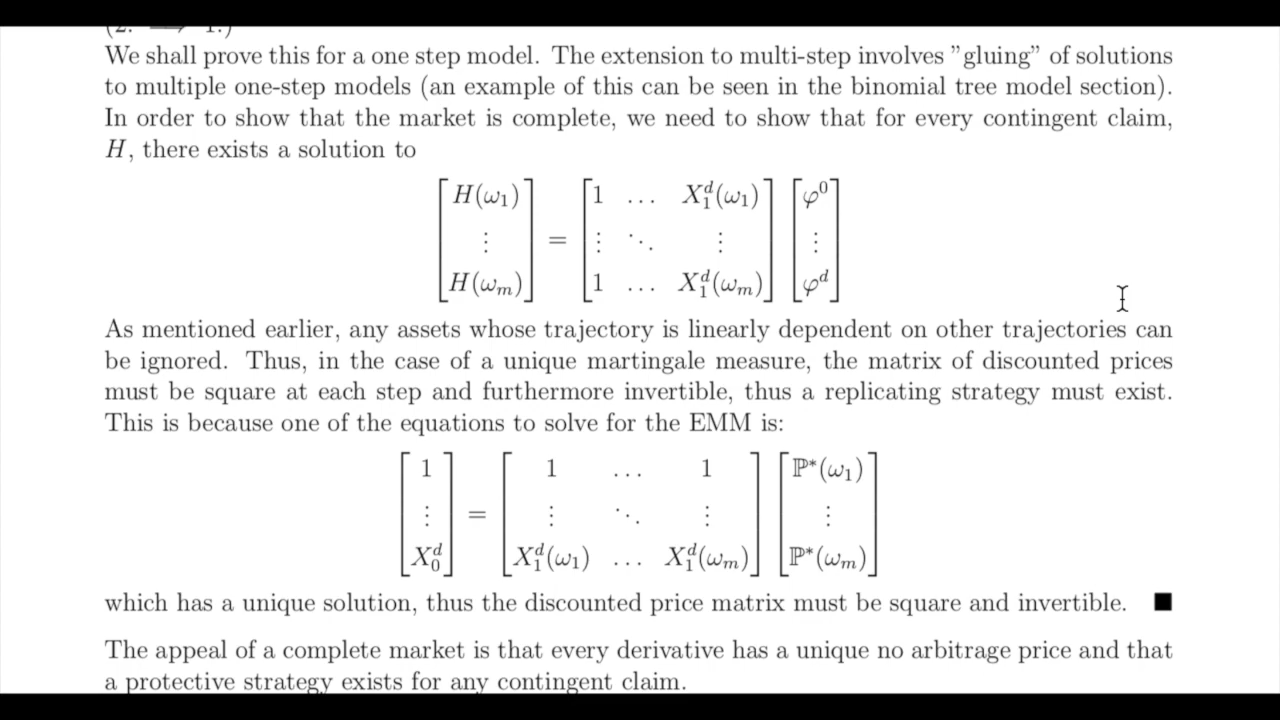 (2. ⟹ 1.)
We shall prove this for a one step model. The extension to multi-step involves ”gluing” of solutions
to multiple one-step models (an example of this can be seen in the binomial tree model section).
In order to show that the market is complete, we need to show that for every contingent claim,
H, there exists a solution to
[H(ω₁) ⋮ H(ωₘ)] = [1 … X₁ᵈ(ω₁) ⋮ ⋱ ⋮ 1 … X₁ᵈ(ωₘ)] [φ⁰ ⋮ φᵈ]
As mentioned earlier, any assets whose trajectory is linearly dependent on other trajectories can
be ignored. Thus, in the case of a unique martingale measure, the matrix of discounted prices
must be square at each step and furthermore invertible, thus a replicating strategy must exist.
This is because one of the equations to solve for the EMM is:
[1 ⋮ X₀ᵈ] = [1 … 1 ⋮ ⋱ ⋮ X₁ᵈ(ω₁) … X₁ᵈ(ωₘ)] [ℙ*(ω₁) ⋮ ℙ*(ωₘ)]
which has a unique solution, thus the discounted price matrix must be square and invertible. ■
The appeal of a complete market is that every derivative has a unique no arbitrage price and that
a protective strategy exists for any contingent claim.